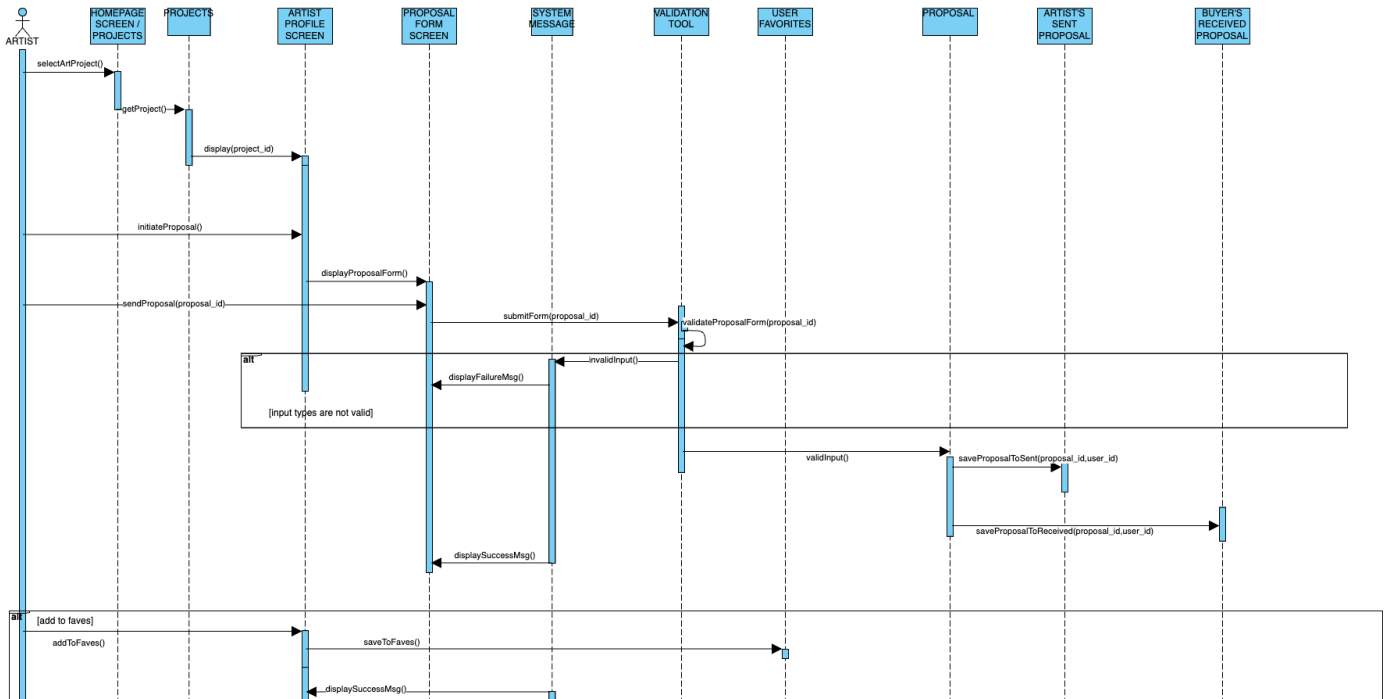 ARTIST
HOMEPAGE
SCREEN /
PROJECTS
PROJECTS
ARTIST
PROFILE
SCREEN
PROPOSAL
FORM
SCREEN
SYSTEM
MESSAGE
VALIDATION
TOOL
USER
FAVORITES
PROPOSAL
ARTIST'S
SENT
PROPOSAL
BUYER'S
RECEIVED
PROPOSAL
selectArtProject()
getProject()
display(project_id)
initiateProposal()
displayProposalForm()
sendProposal(proposal_id)
submitForm(proposal_id)
validateProposalForm(proposal_id)
alt
invalidInput()
displayFailureMsg()
[input types are not valid]
validInput()
saveProposalToSent(proposal_id,user_id)
saveProposalToReceived(proposal_id,user_id)
displaySuccessMsg()
alt
[add to faves]
addToFaves()
saveToFaves()
displaySuccessMsg()